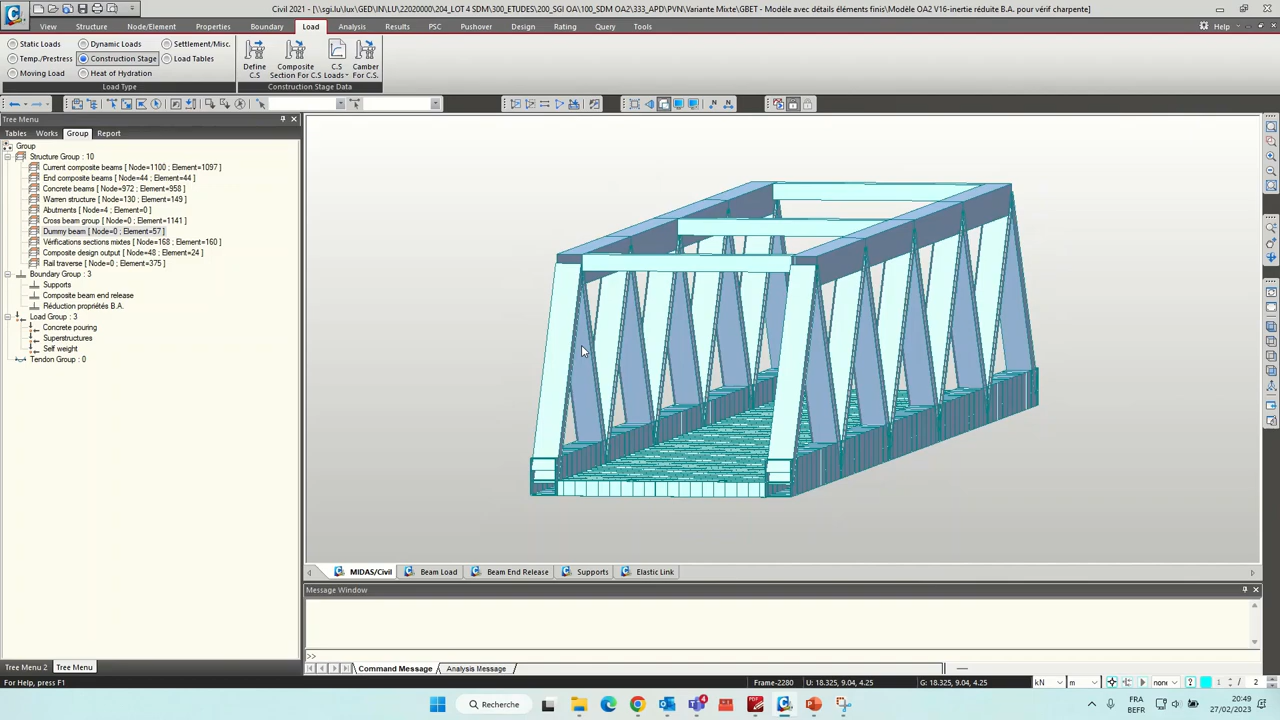 Civil 2021 - [\\sgi.lu\lux\GED\IN\LU\22020000\204_LOT 4 SDM\300_ETUDES\200_SGI OA\100_SDM OA2\333_APD\PVN\Variante Mixte\GBET - Modèle avec détails éléments finis\Modèle OA2 V16-inertie réduite B.A. pour vérif charpente]
View Structure Node/Element Properties Boundary Load Analysis Results PSC Pushover Design Rating Query Tools Help
Static Loads Dynamic Loads Settlement/Misc.
Temp./Prestress Construction Stage Load Tables
Moving Load Heat of Hydration
Define C.S Composite Section For C.S C.S Loads Camber For C.S.
Load Type Construction Stage Data
Tree Menu
Tables Works Group Report
Group
Structure Group : 10
Current composite beams [ Node=1100 ; Element=1097 ]
End composite beams [ Node=44 ; Element=44 ]
Concrete beams [ Node=972 ; Element=958 ]
Warren structure [ Node=130 ; Element=149 ]
Abutments [ Node=4 ; Element=0 ]
Cross beam group [ Node=0 ; Element=1141 ]
Dummy beam [ Node=0 ; Element=57 ]
Vérifications sections mixtes [ Node=168 ; Element=160 ]
Composite design output [ Node=48 ; Element=24 ]
Rail traverse [ Node=0 ; Element=375 ]
Boundary Group : 3
Supports
Composite beam end release
Réduction propriétés B.A.
Load Group : 3
Concrete pouring
Superstructures
Self weight
Tendon Group : 0
MIDAS/Civil Beam Load Beam End Release Supports Elastic Link
Message Window
>>
Tree Menu 2 Tree Menu
Command Message Analysis Message
For Help, press F1
Frame-2280 U: 18.325, 9.04, 4.25 G: 18.325, 9.04, 4.25 kN m none ? 1 / 2
Recherche
4
FRA
BEFR
20:49
27/02/2023